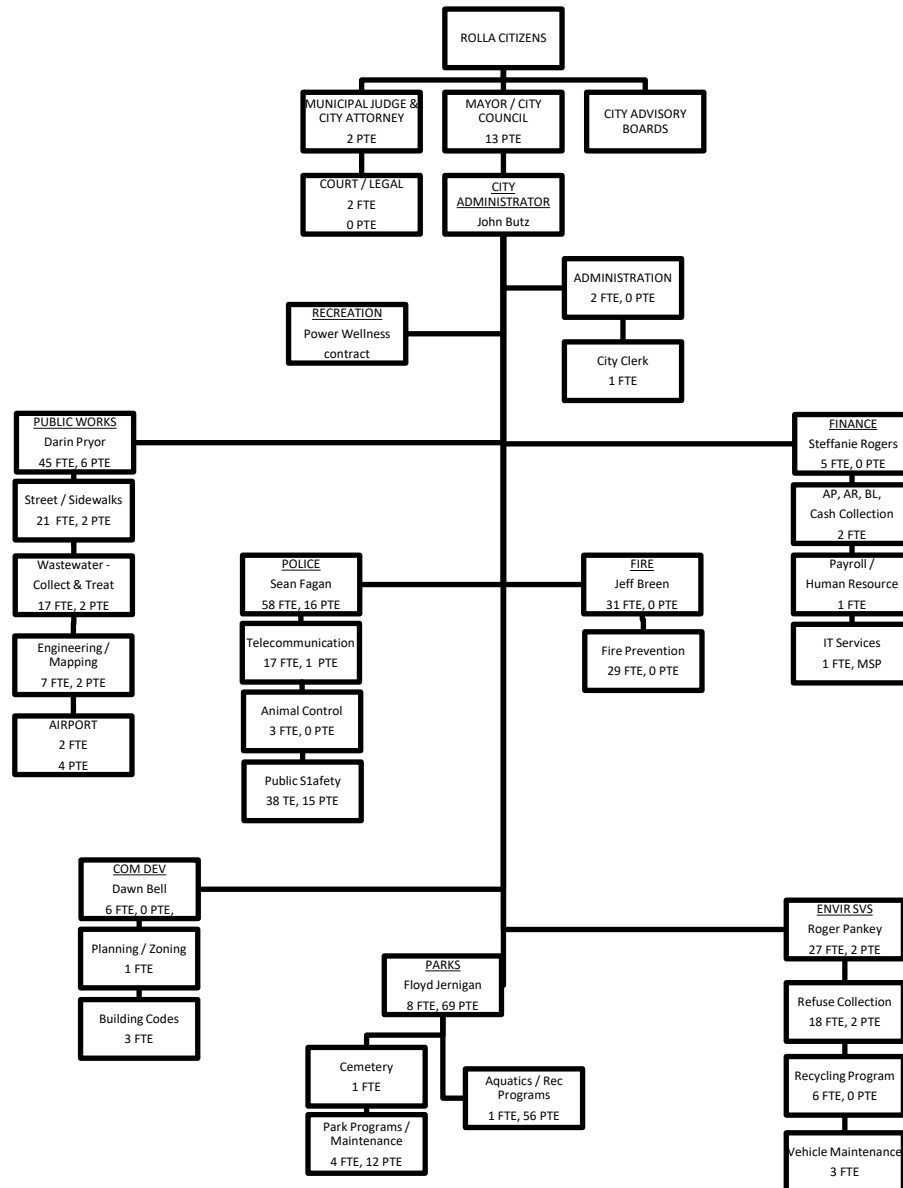 ROLLA CITIZENS
MUNICIPAL JUDGE &
CITY ATTORNEY
2 PTE
MAYOR / CITY
COUNCIL
13 PTE
CITY ADVISORY
BOARDS
COURT / LEGAL
2 FTE
0 PTE
CITY
ADMINISTRATOR
John Butz
ADMINISTRATION
2 FTE, 0 PTE
RECREATION
Power Wellness
contract
City Clerk
1 FTE
PUBLIC WORKS
Darin Pryor
45 FTE, 6 PTE
Street / Sidewalks
21 FTE, 2 PTE
Wastewater -
Collect & Treat
17 FTE, 2 PTE
Engineering /
Mapping
7 FTE, 2 PTE
AIRPORT
2 FTE
4 PTE
FINANCE
Steffanie Rogers
5 FTE, 0 PTE
AP, AR, BL,
Cash Collection
2 FTE
Payroll /
Human Resource
1 FTE
IT Services
1 FTE, MSP
POLICE
Sean Fagan
58 FTE, 16 PTE
Telecommunication
17 FTE, 1 PTE
Animal Control
3 FTE, 0 PTE
Public S1afety
38 TE, 15 PTE
FIRE
Jeff Breen
31 FTE, 0 PTE
Fire Prevention
29 FTE, 0 PTE
COM DEV
Dawn Bell
6 FTE, 0 PTE,
Planning / Zoning
1 FTE
Building Codes
3 FTE
PARKS
Floyd Jernigan
8 FTE, 69 PTE
Cemetery
1 FTE
Park Programs /
Maintenance
4 FTE, 12 PTE
Aquatics / Rec
Programs
1 FTE, 56 PTE
ENVIR SVS
Roger Pankey
27 FTE, 2 PTE
Refuse Collection
18 FTE, 2 PTE
Recycling Program
6 FTE, 0 PTE
Vehicle Maintenance
3 FTE